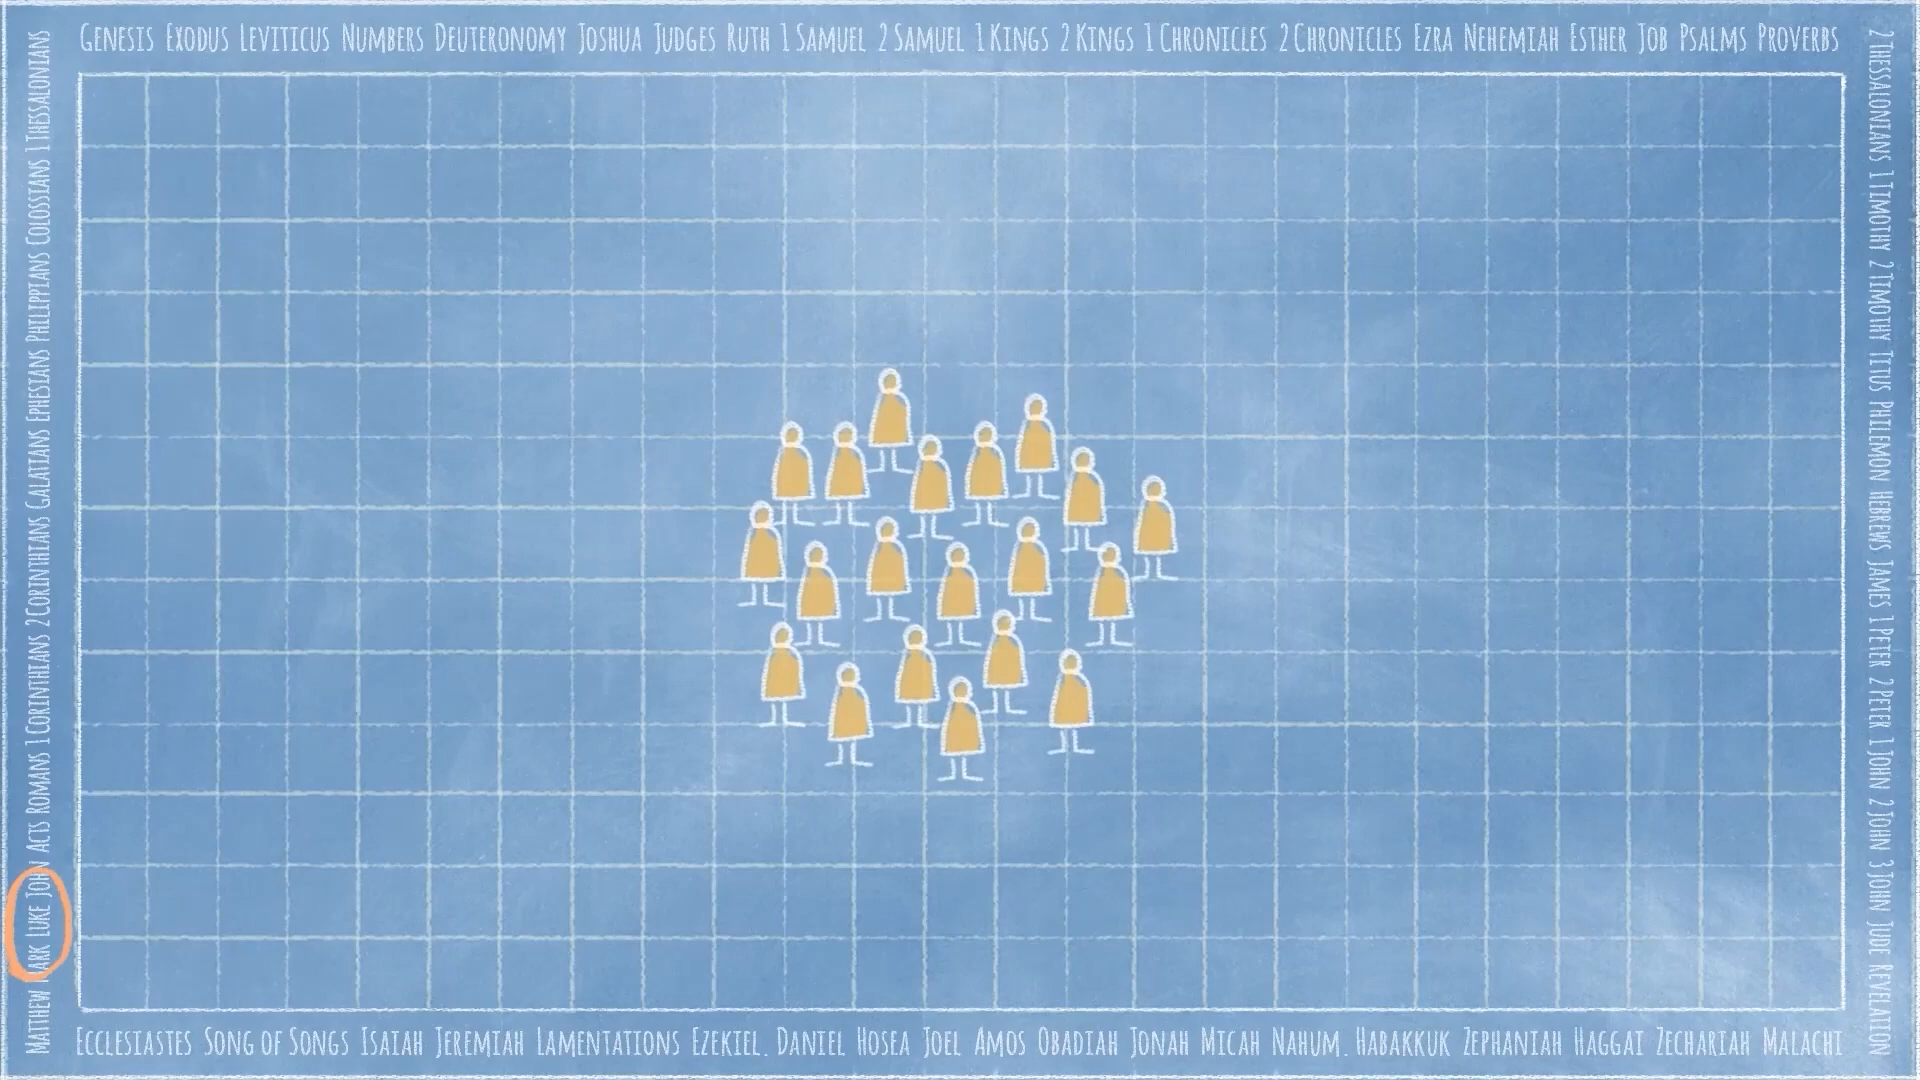 Genesis Exodus Leviticus Numbers Deuteronomy Joshua Judges Ruth 1 Samuel 2 Samuel 1 Kings 2 Kings 1 Chronicles 2 Chronicles Ezra Nehemiah Esther Job Psalms Proverbs
Ecclesiastes Song of Songs Isaiah Jeremiah Lamentations Ezekiel. Daniel Hosea Joel Amos Obadiah Jonah Micah Nahum. Habakkuk Zephaniah Haggai Zechariah Malachi
Matthew Mark Luke John Acts Romans 1 Corinthians 2 Corinthians Galatians Ephesians Philippians Colossians 1 Thessalonians
2 Thessalonians 1 Timothy 2 Timothy Titus Philemon Hebrews James 1 Peter 2 Peter 1 John 2 John 3 John Jude Revelation